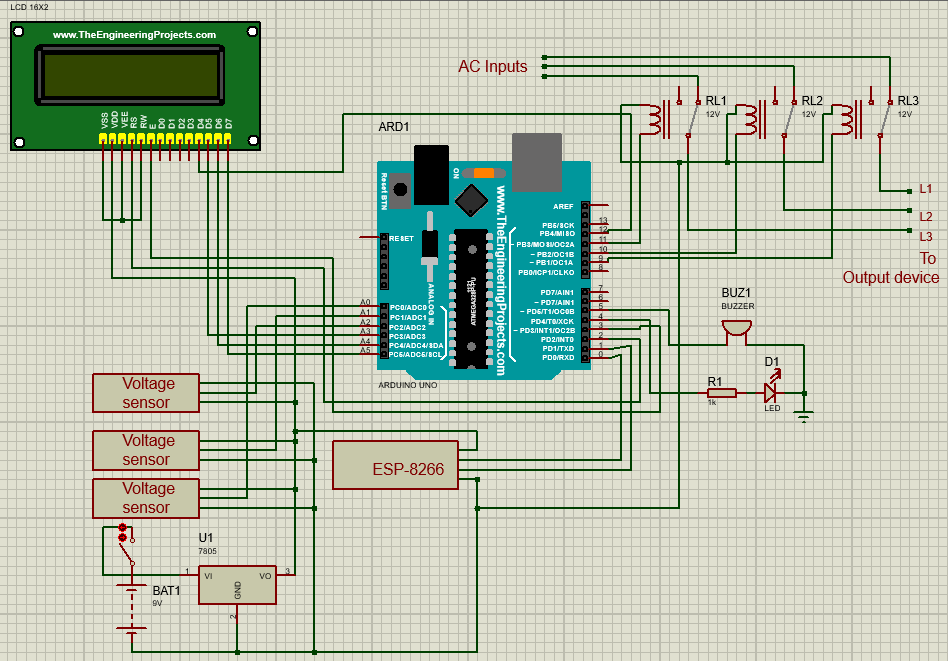 LCD 16X2
www.TheEngineeringProjects.com
VSS
VDD
VEE
RS
RW
E
D0
D1
D2
D3
D4
D5
D6
D7
AC Inputs
RL1
12V
RL2
12V
RL3
12V
L1
L2
L3
To
Output device
ARD1
Reset BTN
ON
www.TheEngineeringProjects.com
RESET
ANALOG IN
AREF
PB5/SCK
PB4/MISO
~ PB3/MOSI/OC2A
~ PB2/OC1B
~ PB1/OC1A
PB0/ICP1/CLKO
13
12
11
10
9
8
PD7/AIN1
~ PD7/AIN1
~ PD5/T1/OC0B
PD4/T0/XCK
~ PD3/INT1/OC2B
PD2/INT0
PD1/TXD
PD0/RXD
7
6
5
4
3
2
1
0
A0
A1
A2
A3
A4
A5
PC0/ADC0
PC1/ADC1
PC2/ADC2
PC3/ADC3
PC4/ADC4/SDA
PC5/ADC5/SCL
ARDUINO UNO
BUZ1
BUZZER
R1
1k
D1
LED
Voltage
sensor
Voltage
sensor
Voltage
sensor
ESP-8266
U1
7805
1
VI
VO
3
GND
2
BAT1
9V